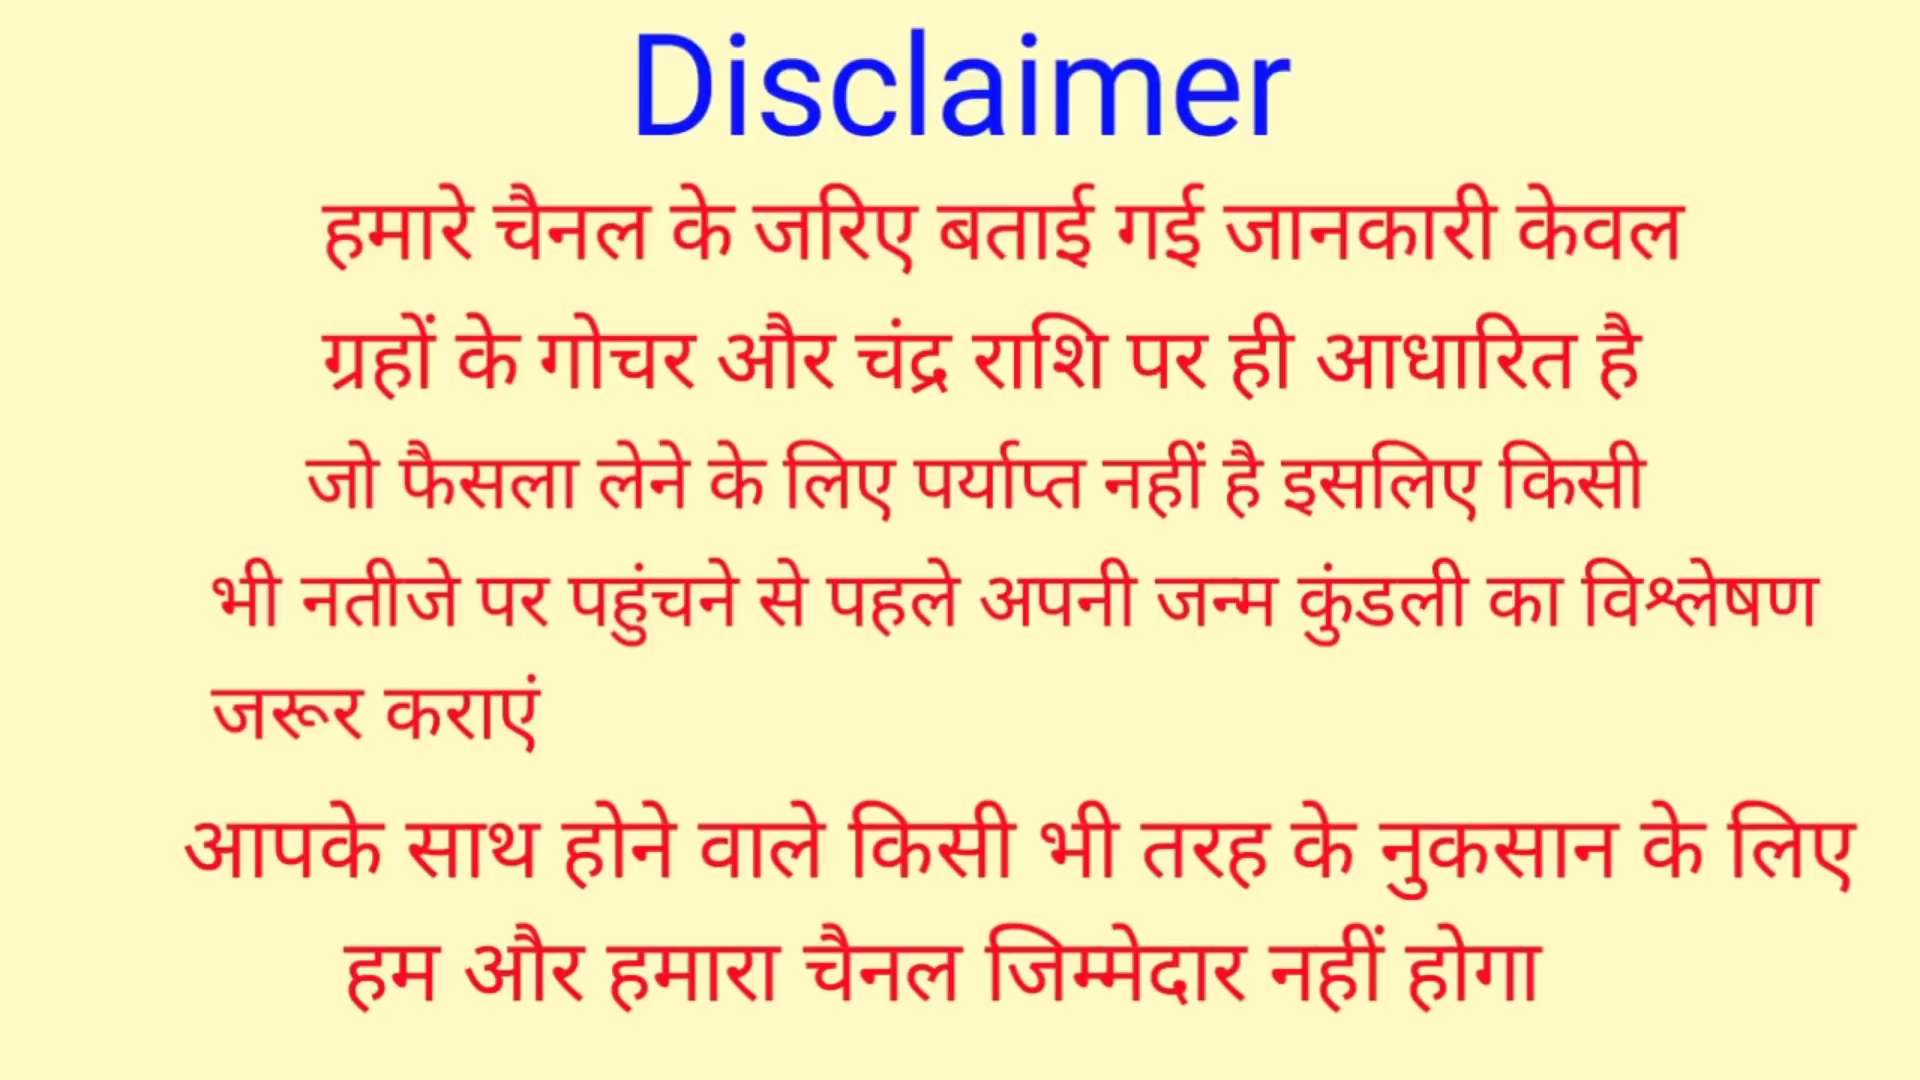 Disclaimer
हमारे चैनल के जरिए बताई गई जानकारी केवल
ग्रहों के गोचर और चंद्र राशि पर ही आधारित है
जो फैसला लेने के लिए पर्याप्त नहीं है इसलिए किसी
भी नतीजे पर पहुंचने से पहले अपनी जन्म कुंडली का विश्लेषण
जरूर कराएं
आपके साथ होने वाले किसी भी तरह के नुकसान के लिए
हम और हमारा चैनल जिम्मेदार नहीं होगा